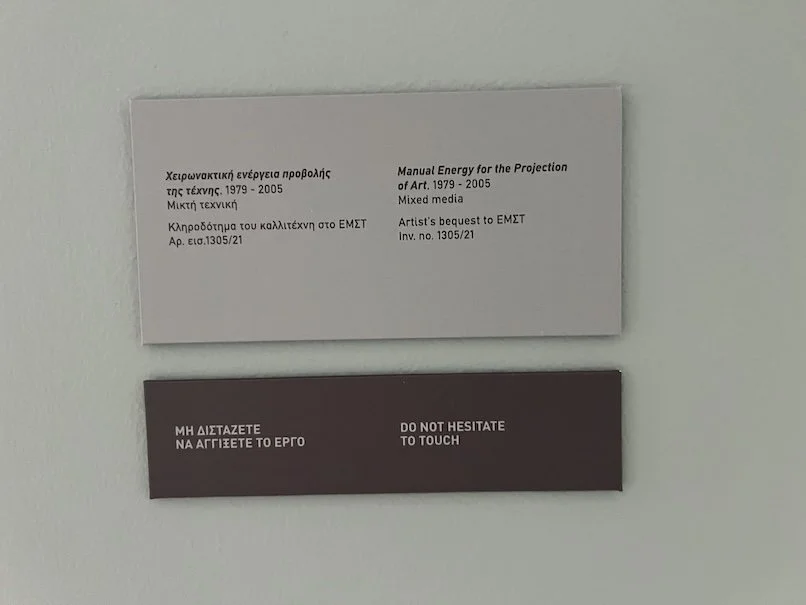 Χειρωνακτική ενέργεια προβολής
της τέχνης, 1979 - 2005
Μικτή τεχνική
Κληροδότημα του καλλιτέχνη στο ΕΜΣΤ
Αρ. εισ.1305/21
Manual Energy for the Projection
of Art, 1979 - 2005
Mixed media
Artist's bequest to ΕΜΣΤ
Inv. no. 1305/21
ΜΗ ΔΙΣΤΑΖΕΤΕ
ΝΑ ΑΓΓΙΞΕΤΕ ΤΟ ΕΡΓΟ
DO NOT HESITATE
TO TOUCH